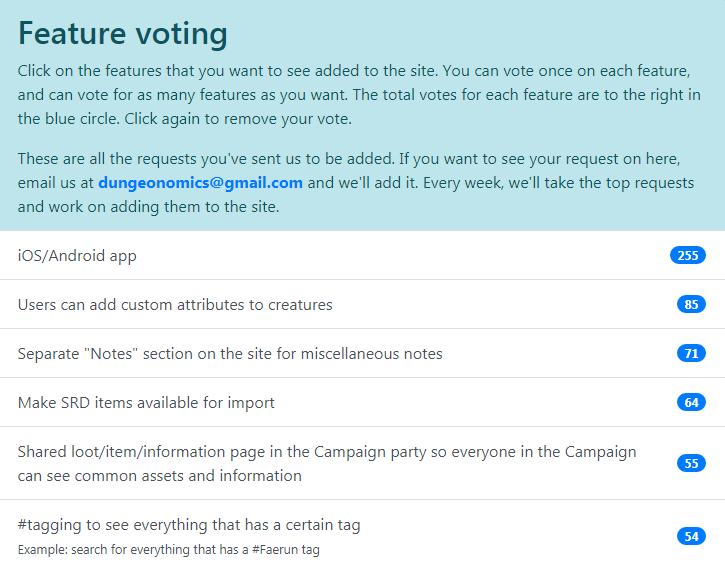 Feature voting
Click on the features that you want to see added to the site. You can vote once on each feature,
and can vote for as many features as you want. The total votes for each feature are to the right in
the blue circle. Click again to remove your vote.
These are all the requests you've sent us to be added. If you want to see your request on here,
email us at dungeonomics@gmail.com and we'll add it. Every week, we'll take the top requests
and work on adding them to the site.
iOS/Android app 255
Users can add custom attributes to creatures 85
Separate "Notes" section on the site for miscellaneous notes 71
Make SRD items available for import 64
Shared loot/item/information page in the Campaign party so everyone in the Campaign
can see common assets and information
55
#tagging to see everything that has a certain tag
Example: search for everything that has a #Faerun tag
54